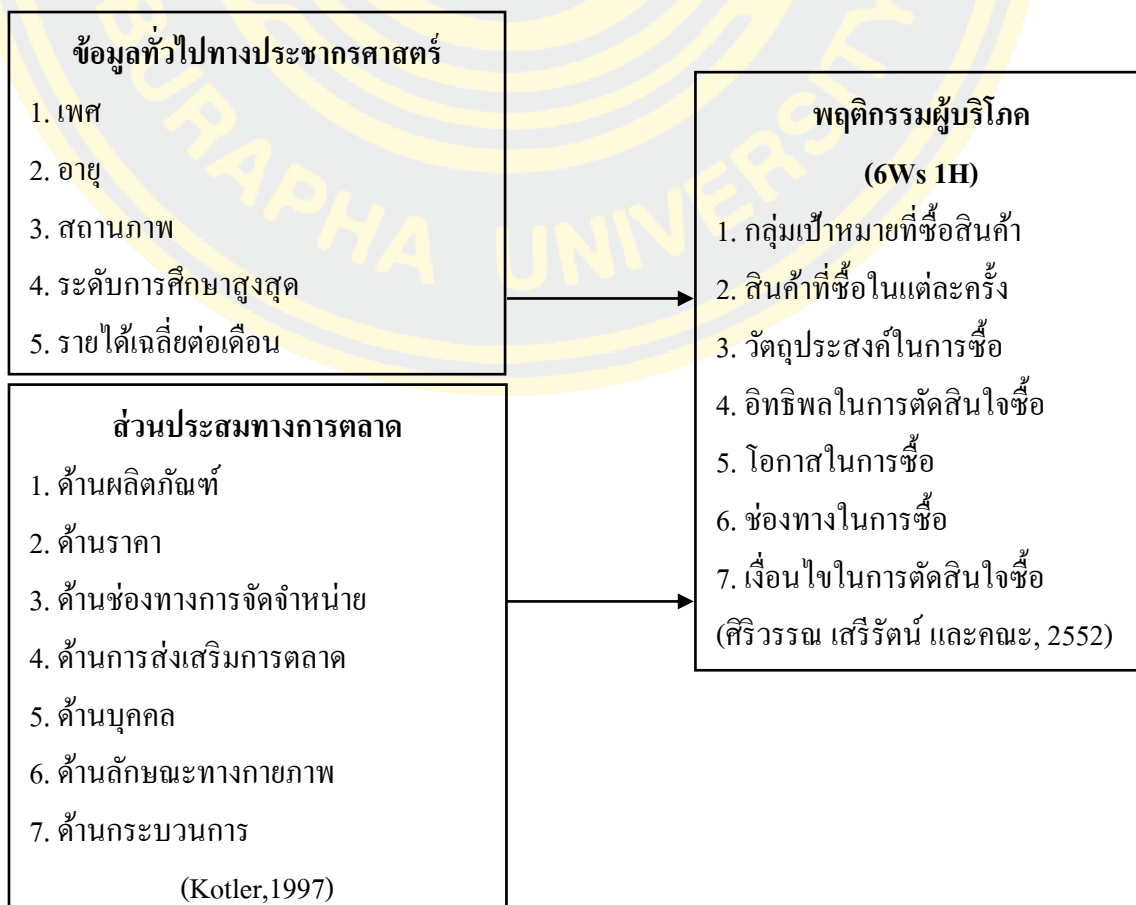 ข้อมูลทั่วไปทางประชากรศาสตร์
1. เพศ
2. อายุ
3. สถานภาพ
4. ระดับการศึกษาสูงสุด
5. รายได้เฉลี่ยต่อเดือน
ส่วนประสมทางการตลาด
1. ด้านผลิตภัณฑ์
2. ด้านราคา
3. ด้านช่องทางการจัดจำหน่าย
4. ด้านการส่งเสริมการตลาด
5. ด้านบุคคล
6. ด้านลักษณะทางกายภาพ
7. ด้านกระบวนการ
(Kotler,1997)
พฤติกรรมผู้บริโภค
(6Ws 1H)
1. กลุ่มเป้าหมายที่ซื้อสินค้า
2. สินค้าที่ซื้อในแต่ละครั้ง
3. วัตถุประสงค์ในการซื้อ
4. อิทธิพลในการตัดสินใจซื้อ
5. โอกาสในการซื้อ
6. ช่องทางในการซื้อ
7. เงื่อนไขในการตัดสินใจซื้อ
(ศิริวรรณ เสรีรัตน์ และคณะ, 2552)
BURAPHA UNIVERSITY